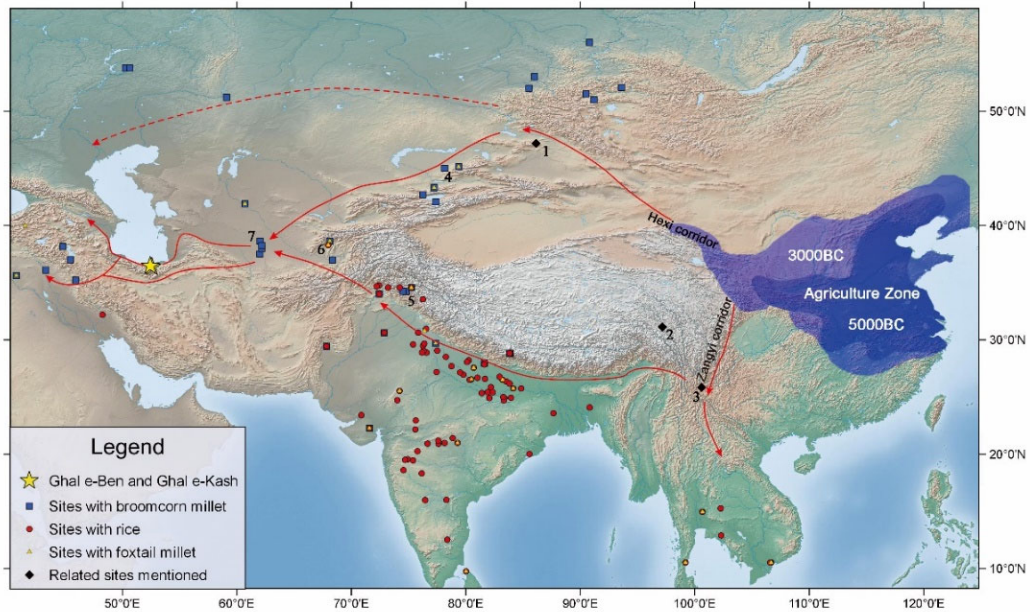 50°0'N
40°0'N
30°0'N
20°0'N
10°0'N
50°0'E
60°0'E
70°0'E
80°0'E
90°0'E
100°0'E
110°0'E
120°0'E
1
2
3
4
5
6
7
Hexi corridor
Zangyi corridor
3000BC
Agriculture Zone
5000BC
Legend
Ghal e-Ben and Ghal e-Kash
Sites with broomcorn millet
Sites with rice
Sites with foxtail millet
Related sites mentioned